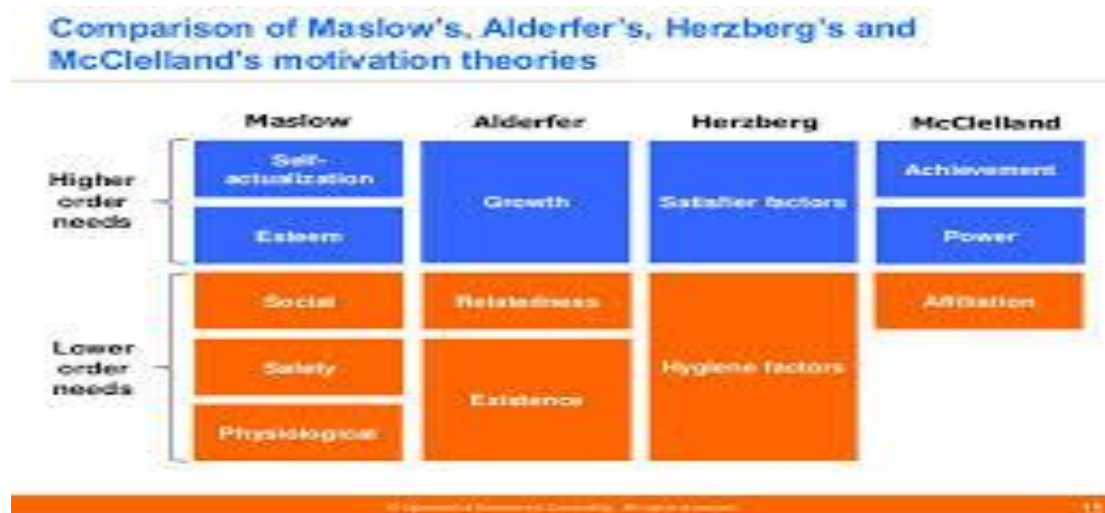 Comparison of Maslow's, Alderfer's, Herzberg's and
McClelland's motivation theories
Maslow
Alderfer
Herzberg
McClelland
Higher
order
needs
Self-
actualization
Esteem
Growth
Satisfier factors
Achievement
Power
Lower
order
needs
Social
Safety
Physiological
Relatedness
Existence
Hygiene factors
Affiliation